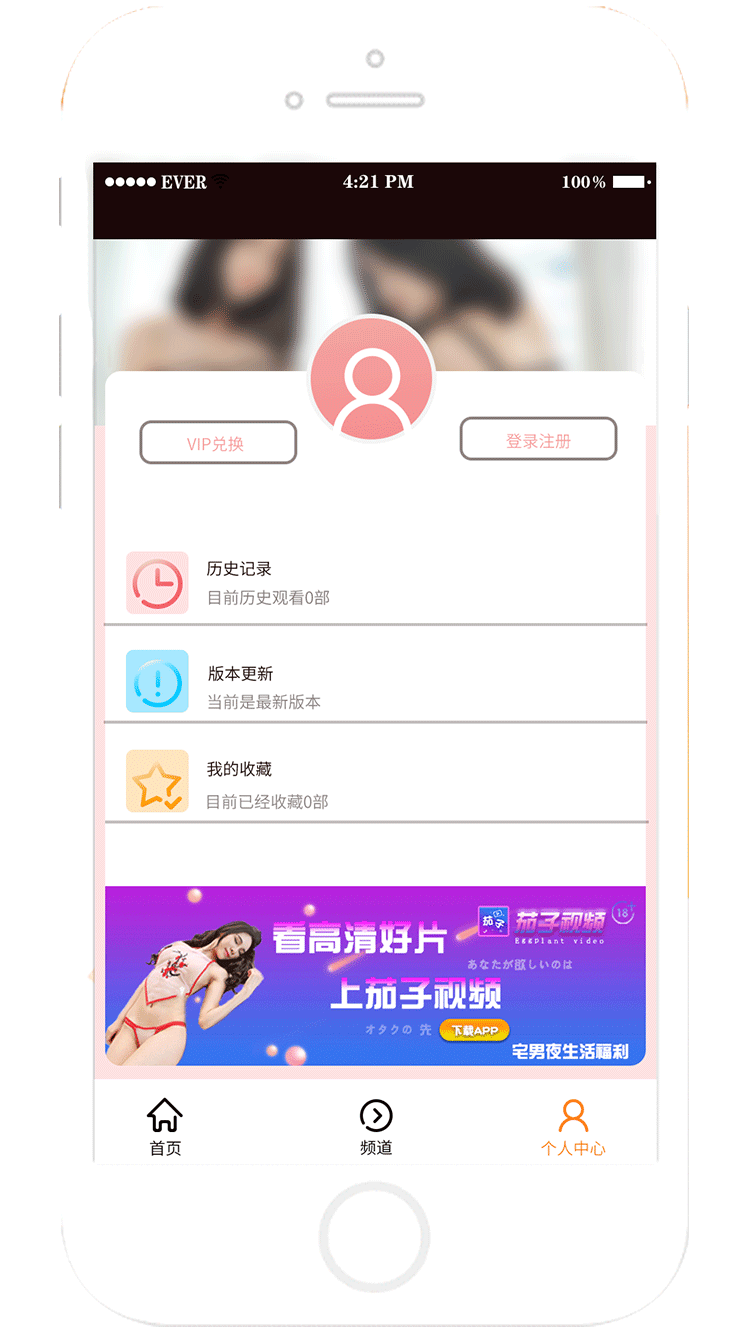 EVER 4:21 PM 100%
VIP兑换
登录注册
历史记录
目前历史观看0部
版本更新
当前是最新版本
我的收藏
目前已经收藏0部
茄子
茄子视频
18+
EggPlant video
看高清好片
あなたが欲しいのは
上茄子视频
オタクの 先
下载APP
宅男夜生活福利
首页
频道
个人中心